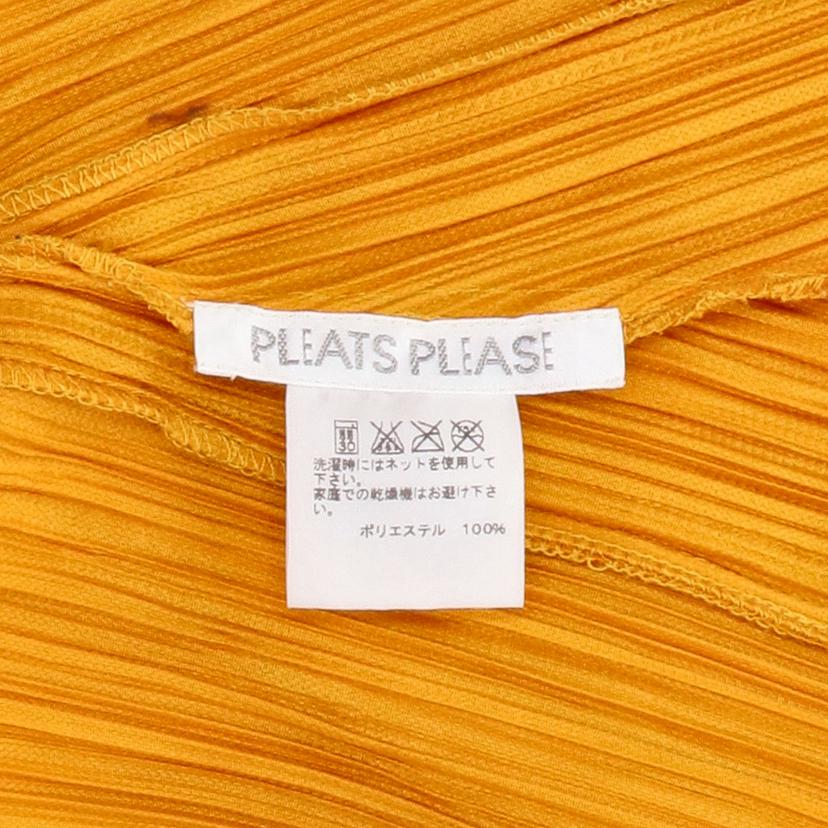 PLEATS PLEASE
30
洗濯時にはネットを使用して
下さい。
家庭での乾燥機はお避け下さ
い。
ポリエステル 100%